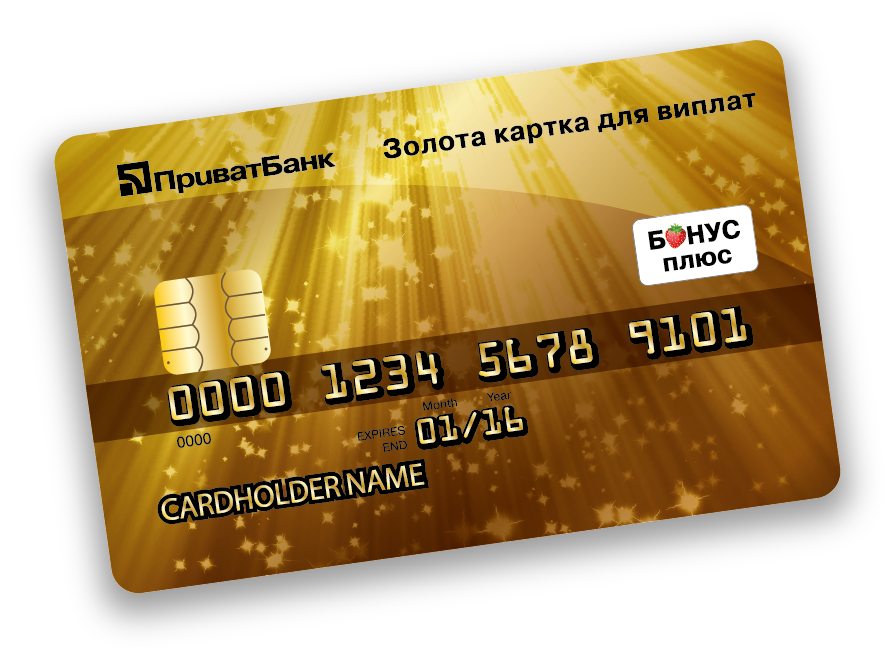 ПриватБанк
Золота картка для виплат
БОНУС
плюс
0000 1234 5678 9101
0000
Month Year
EXPIRES
END
01/16
CARDHOLDER NAME